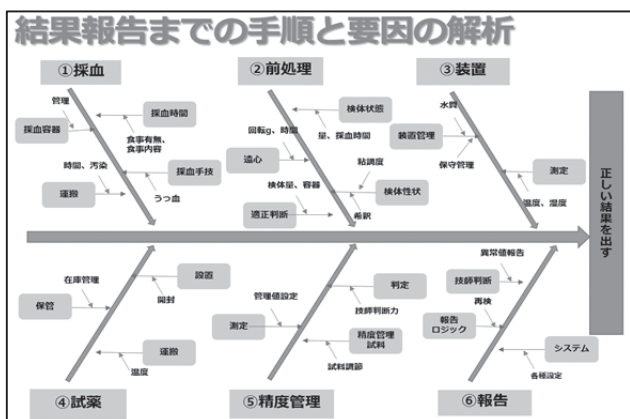 結果報告までの手順と要因の解析
①採血
管理
採血容器
採血時間
食事有無、
食事内容
時間、汚染
運搬
採血手技
うっ血
②前処理
検体状態
回転g、時間
量、採血時間
遠心
粘調度
検体量、容器
検体性状
適正判断
希釈
③装置
水質
装置管理
保守管理
測定
温度、湿度
正しい結果を出す
在庫管理
設置
保管
開封
運搬
温度
④試薬
管理値設定
判定
技師判断力
測定
精度管理
試料
試料調節
⑤精度管理
異常値報告
技師判断
再検
報告
ロジック
システム
各種設定
⑥報告